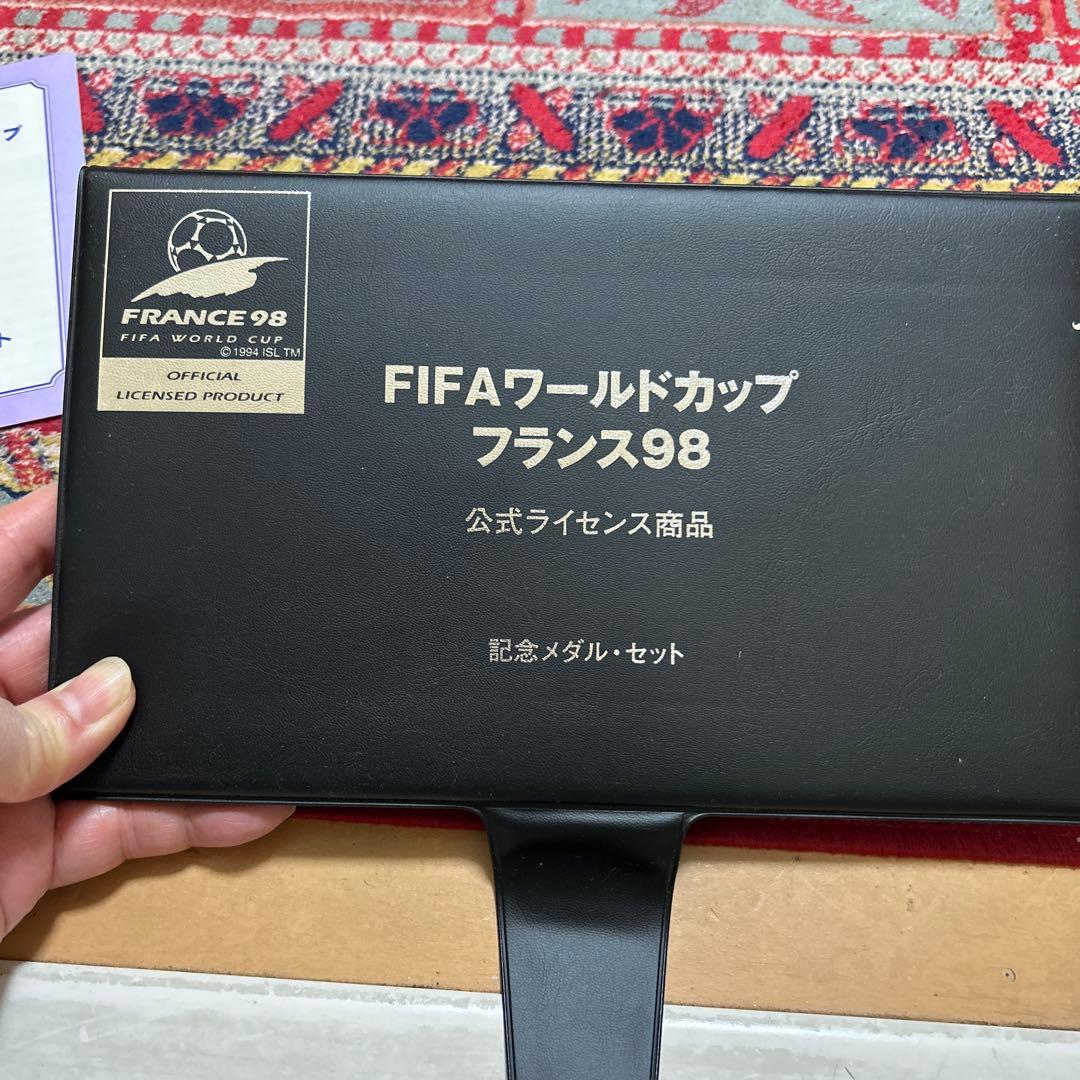 FRANCE 98
FIFA WORLD CUP
© 1994 ISL TM
OFFICIAL
LICENSED PRODUCT
FIFAワールドカップ
フランス98
公式ライセンス商品
記念メダル・セット
プ
ト